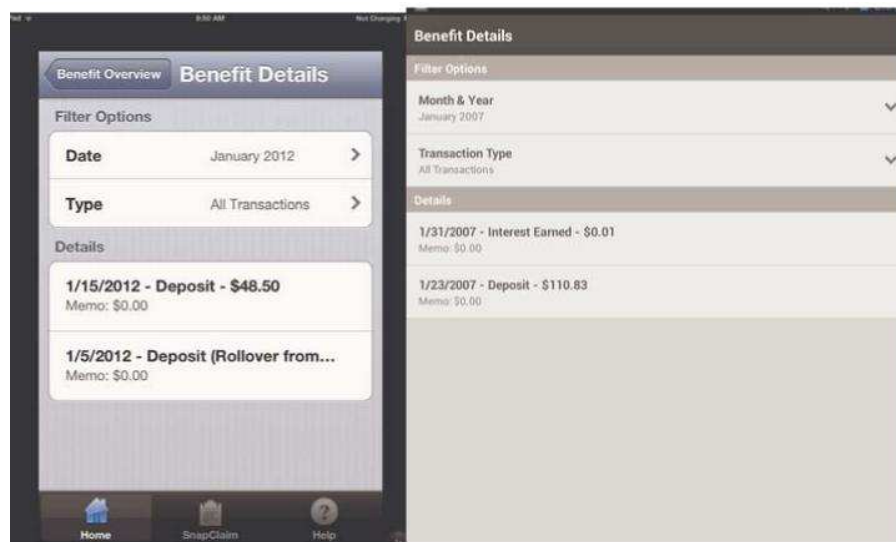 8:50 AM
Not Charging
Benefit Overview
Benefit Details
Filter Options
Date January 2012
Type All Transactions
Details
1/15/2012 - Deposit - $48.50
Memo: $0.00
1/5/2012 - Deposit (Rollover from...
Memo: $0.00
Home SnapClaim Help
Benefit Details
Filter Options
Month & Year
January 2007
Transaction Type
All Transactions
Details
1/31/2007 - Interest Earned - $0.01
Memo: $0.00
1/23/2007 - Deposit - $110.83
Memo: $0.00